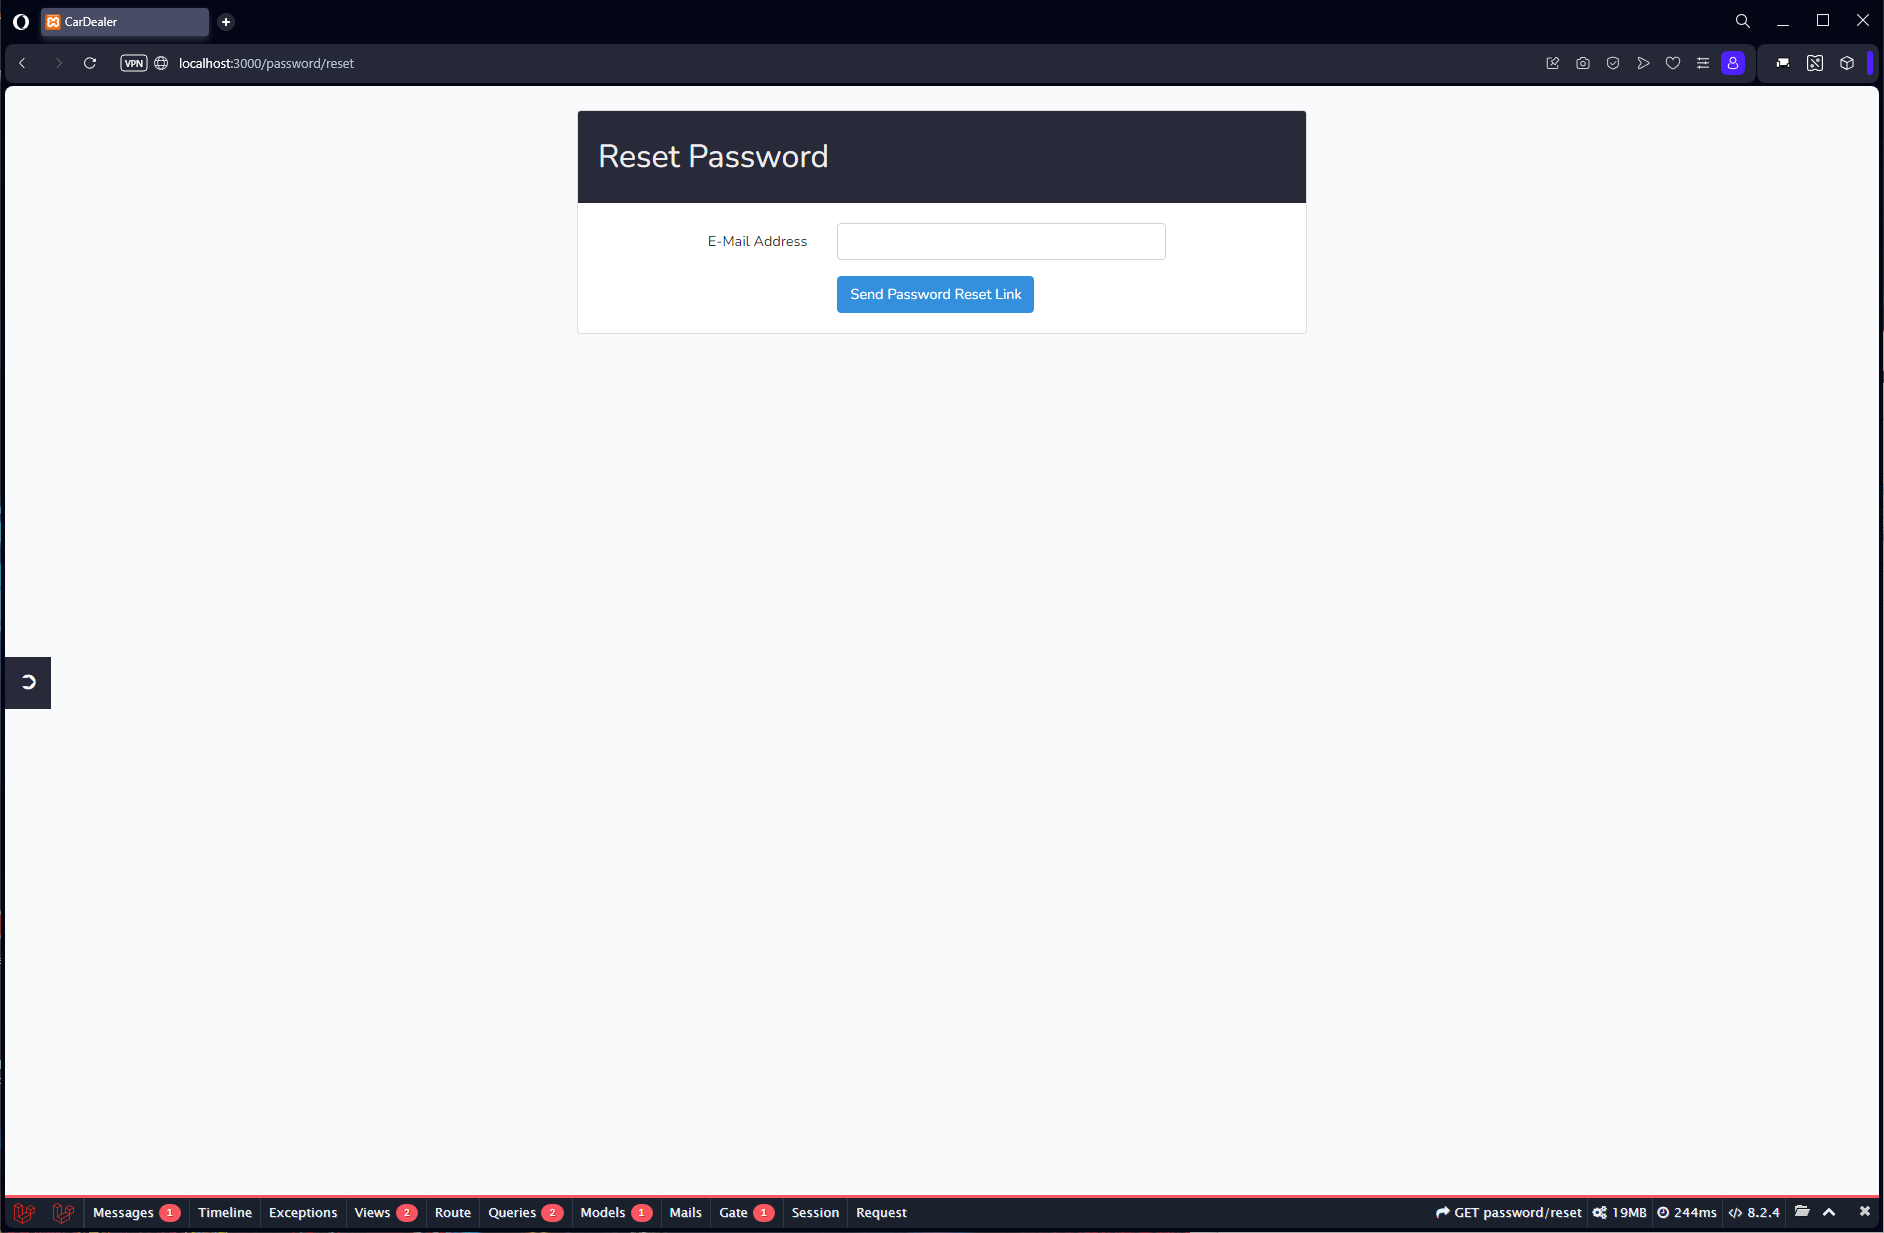 CarDealer
VPN localhost:3000/password/reset
Reset Password
E-Mail Address
Send Password Reset Link
Messages 1 Timeline Exceptions Views 2 Route Queries 2 Models 1 Mails Gate 1 Session Request GET password/reset 19MB 244ms 8.2.4